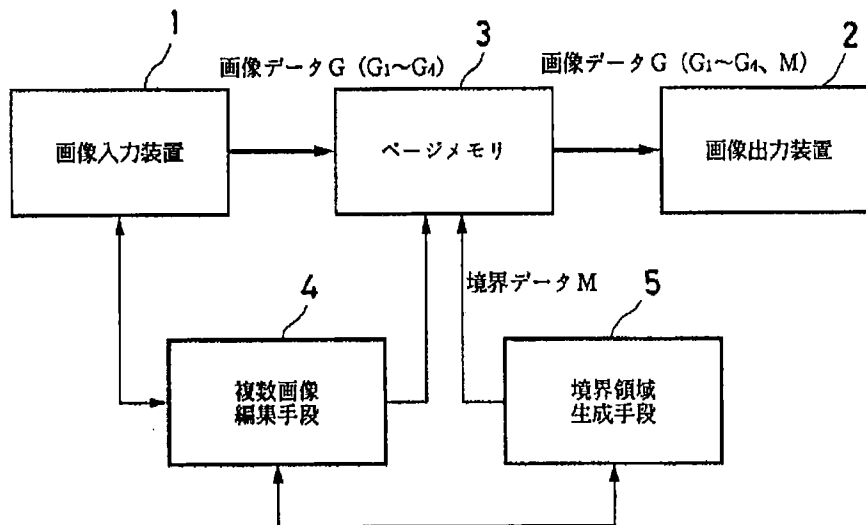 1
3
2
画像データG(G₁~G₄)
画像データG(G₁~G₄、M)
画像入力装置
ページメモリ
画像出力装置
境界データM
4
5
複数画像
編集手段
境界領域
生成手段